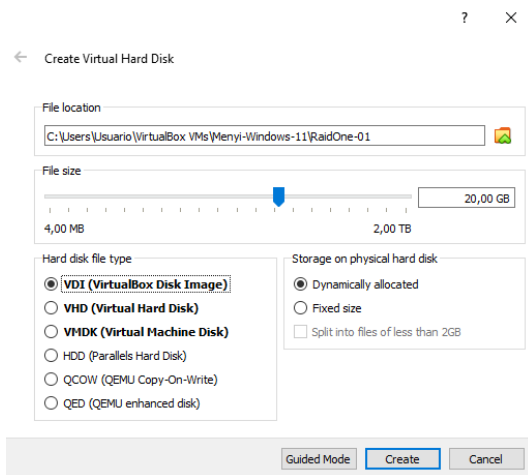 ?
Create Virtual Hard Disk
File location
C:\Users\Usuario\VirtualBox VMs\Menyi-Windows-11\RaidOne-01
File size
20,00 GB
4,00 MB 2,00 TB
Hard disk file type
VDI (VirtualBox Disk Image)
VHD (Virtual Hard Disk)
VMDK (Virtual Machine Disk)
HDD (Parallels Hard Disk)
QCOW (QEMU Copy-On-Write)
QED (QEMU enhanced disk)
Storage on physical hard disk
Dynamically allocated
Fixed size
Split into files of less than 2GB
Guided Mode Create Cancel